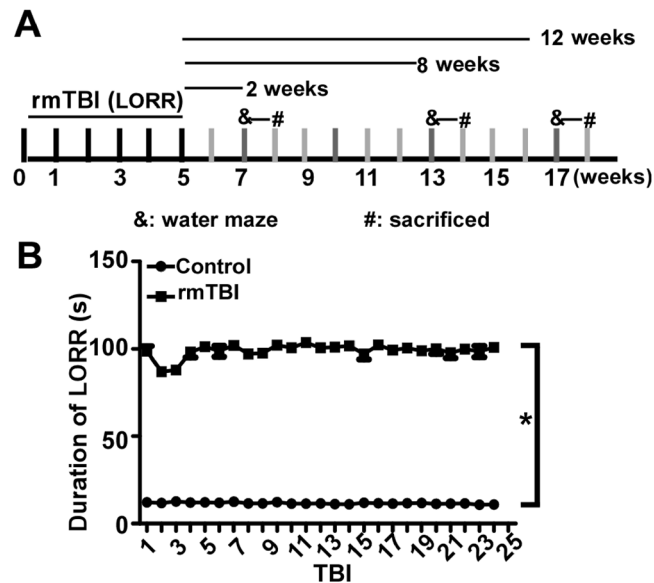 A
12 weeks
8 weeks
2 weeks
rmTBI (LORR)
& # & # & #
0 1 3 5 7 9 11 13 15 17 (weeks)
&: water maze #: sacrificed
B
Duration of LORR (s)
150
100
50
0
Control
rmTBI
*
1 3 5 7 9 11 13 15 17 19 21 23 25
TBI